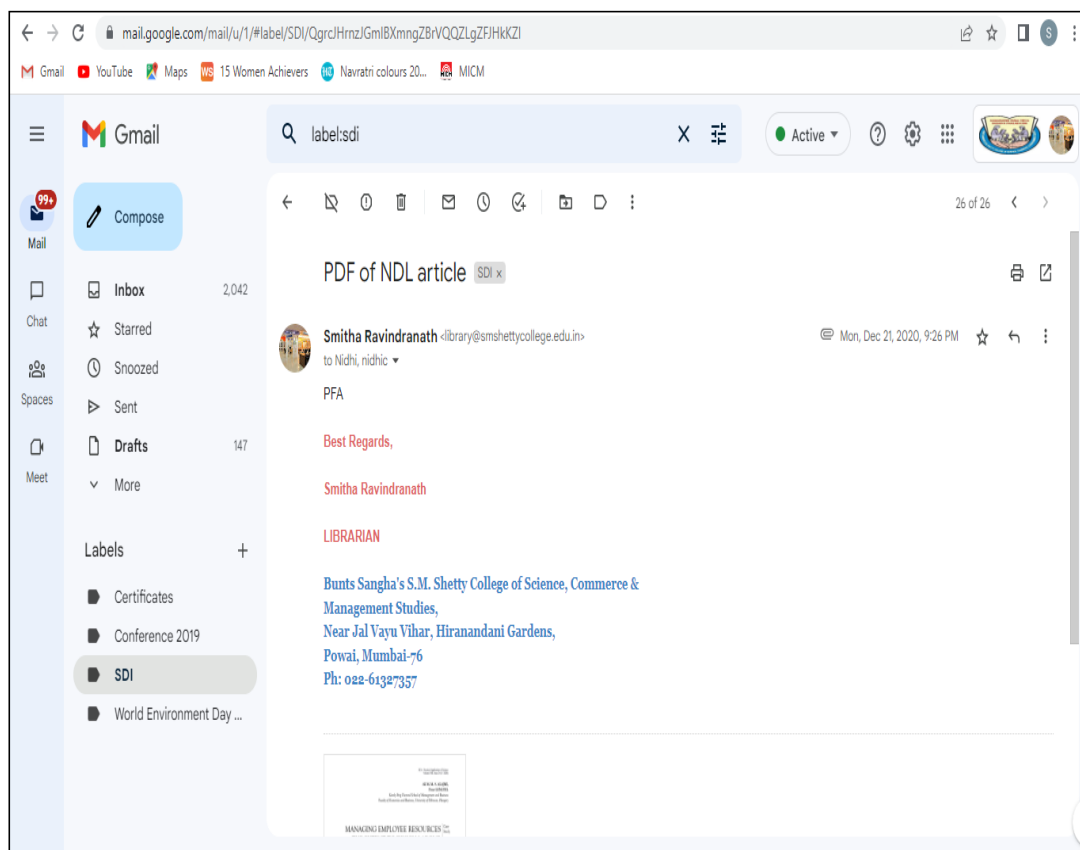 mail.google.com/mail/u/1/#label/SDI/QgrcJHrnzJGmlBXmngZBrVQQZLgZFJHkKZl
S
Gmail YouTube Maps WS 15 Women Achievers Navratri colours 20... MICM
Gmail
label:sdi
Active
99+
Mail
Chat
Spaces
Meet
Compose
Inbox 2,042
Starred
Snoozed
Sent
Drafts 147
More
Labels
Certificates
Conference 2019
SDI
World Environment Day ...
26 of 26
PDF of NDL article SDI x
Smitha Ravindranath <library@smshettycollege.edu.in> Mon, Dec 21, 2020, 9:26 PM
to Nidhi, nidhic
PFA
Best Regards,
Smitha Ravindranath
LIBRARIAN
Bunts Sangha's S.M. Shetty College of Science, Commerce &
Management Studies,
Near Jal Vayu Vihar, Hiranandani Gardens,
Powai, Mumbai-76
Ph: 022-61327357
MANAGING EMPLOYEE RESOURCES